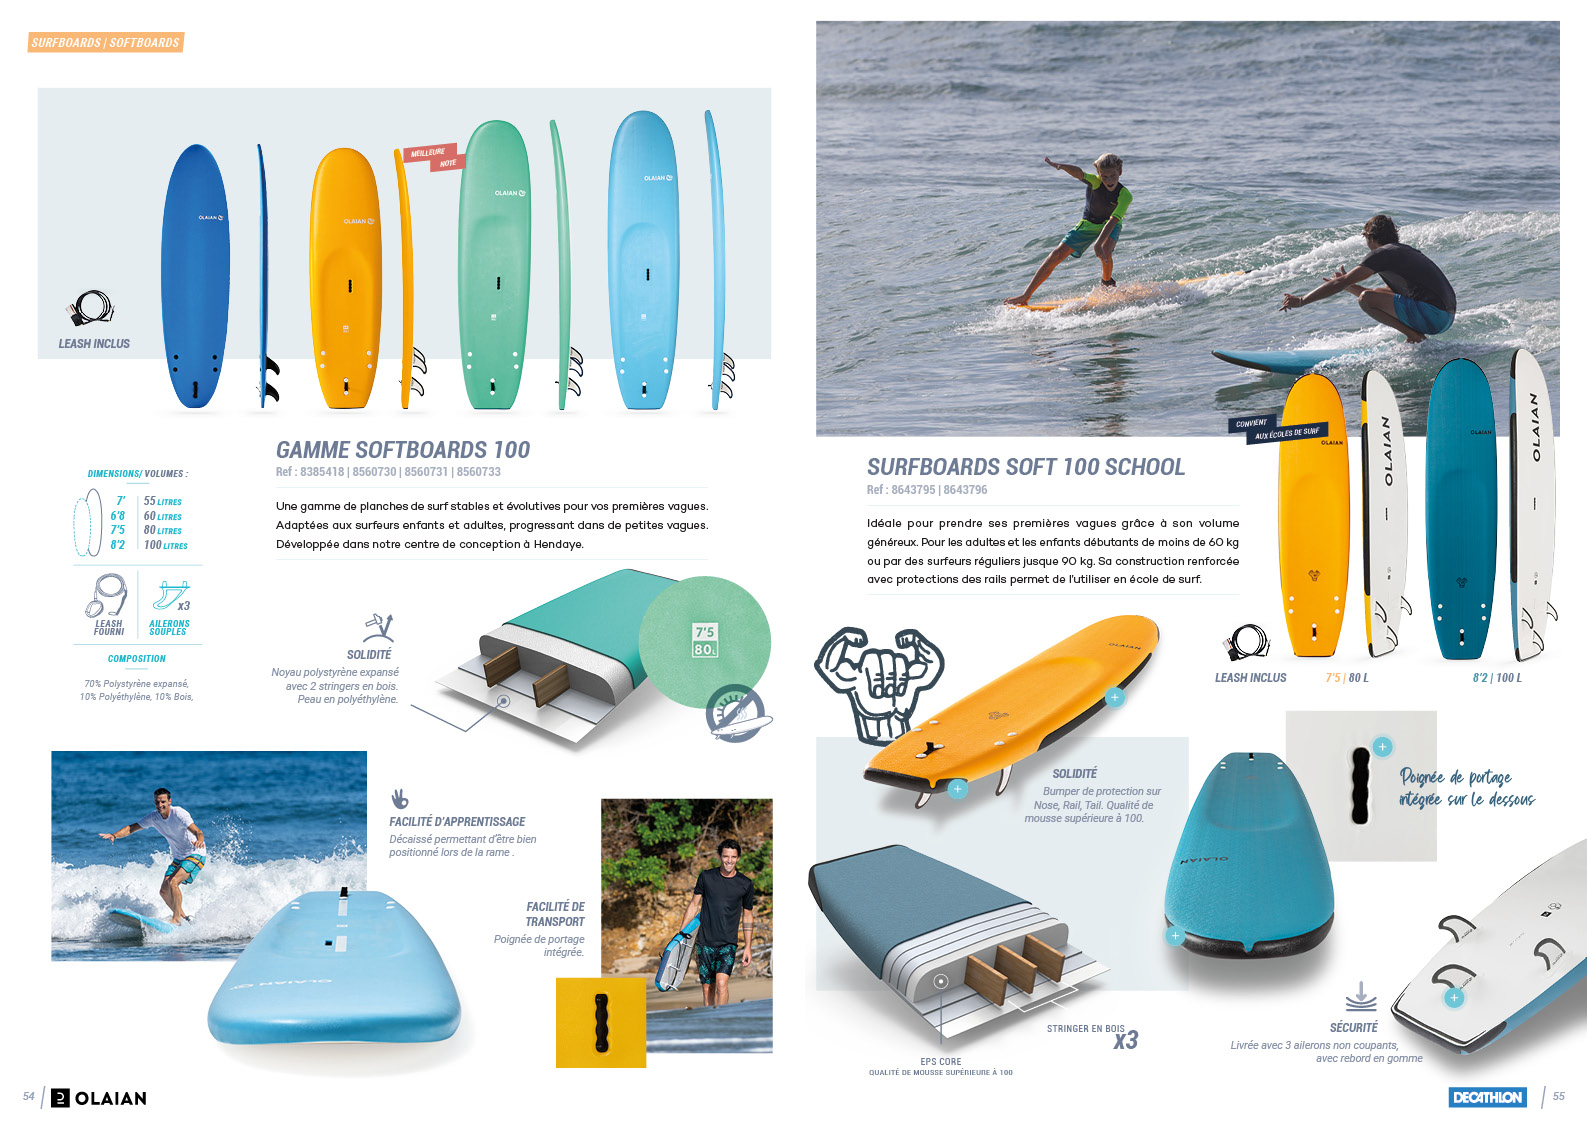 SURFBOARDS | SOFTBOARDS
MEILLEURE
NOTE
OLAIAN
OLAIAN
OLAIAN
OLAIAN
LEASH INCLUS
GAMME SOFTBOARDS 100
Ref : 8385418 | 8560730 | 8560731 | 8560733
Une gamme de planches de surf stables et évolutives pour vos premières vagues.
Adaptées aux surfeurs enfants et adultes, progressant dans de petites vagues.
Développée dans notre centre de conception à Hendaye.
DIMENSIONS/ VOLUMES :
7' 55 LITRES
6'8 60 LITRES
7'5 80 LITRES
8'2 100 LITRES
LEASH
FOURNI
x3
AILERONS
SOUPLES
COMPOSITION
70% Polystyrène expansé,
10% Polyéthylène, 10% Bois,
SOLIDITÉ
Noyau polystyrène expansé
avec 2 stringers en bois.
Peau en polyéthylène.
7'5
80L
FACILITÉ D'APPRENTISSAGE
Décaissé permettant d'être bien
positionné lors de la rame .
FACILITÉ DE
TRANSPORT
Poignée de portage
intégrée.
OLAIAN
54 / OLAIAN
CONVIENT
AUX ÉCOLES DE SURF
OLAIAN
OLAIAN
OLAIAN
OLAIAN
SURFBOARDS SOFT 100 SCHOOL
Ref : 8643795 | 8643796
Idéale pour prendre ses premières vagues grâce à son volume
généreux. Pour les adultes et les enfants débutants de moins de 60 kg
ou par des surfeurs réguliers jusque 90 kg. Sa construction renforcée
avec protections des rails permet de l'utiliser en école de surf.
LEASH INCLUS
7'5 | 80 L
8'2 | 100 L
OLAIAN
SOLIDITÉ
Bumper de protection sur
Nose, Rail, Tail. Qualité de
mousse supérieure à 100.
Poignée de portage
intégrée sur le dessous
OLAIAN
STRINGER EN BOIS
x3
EPS CORE
QUALITÉ DE MOUSSE SUPÉRIEURE À 100
SÉCURITÉ
Livrée avec 3 ailerons non coupants,
avec rebord en gomme
DECATHLON / 55